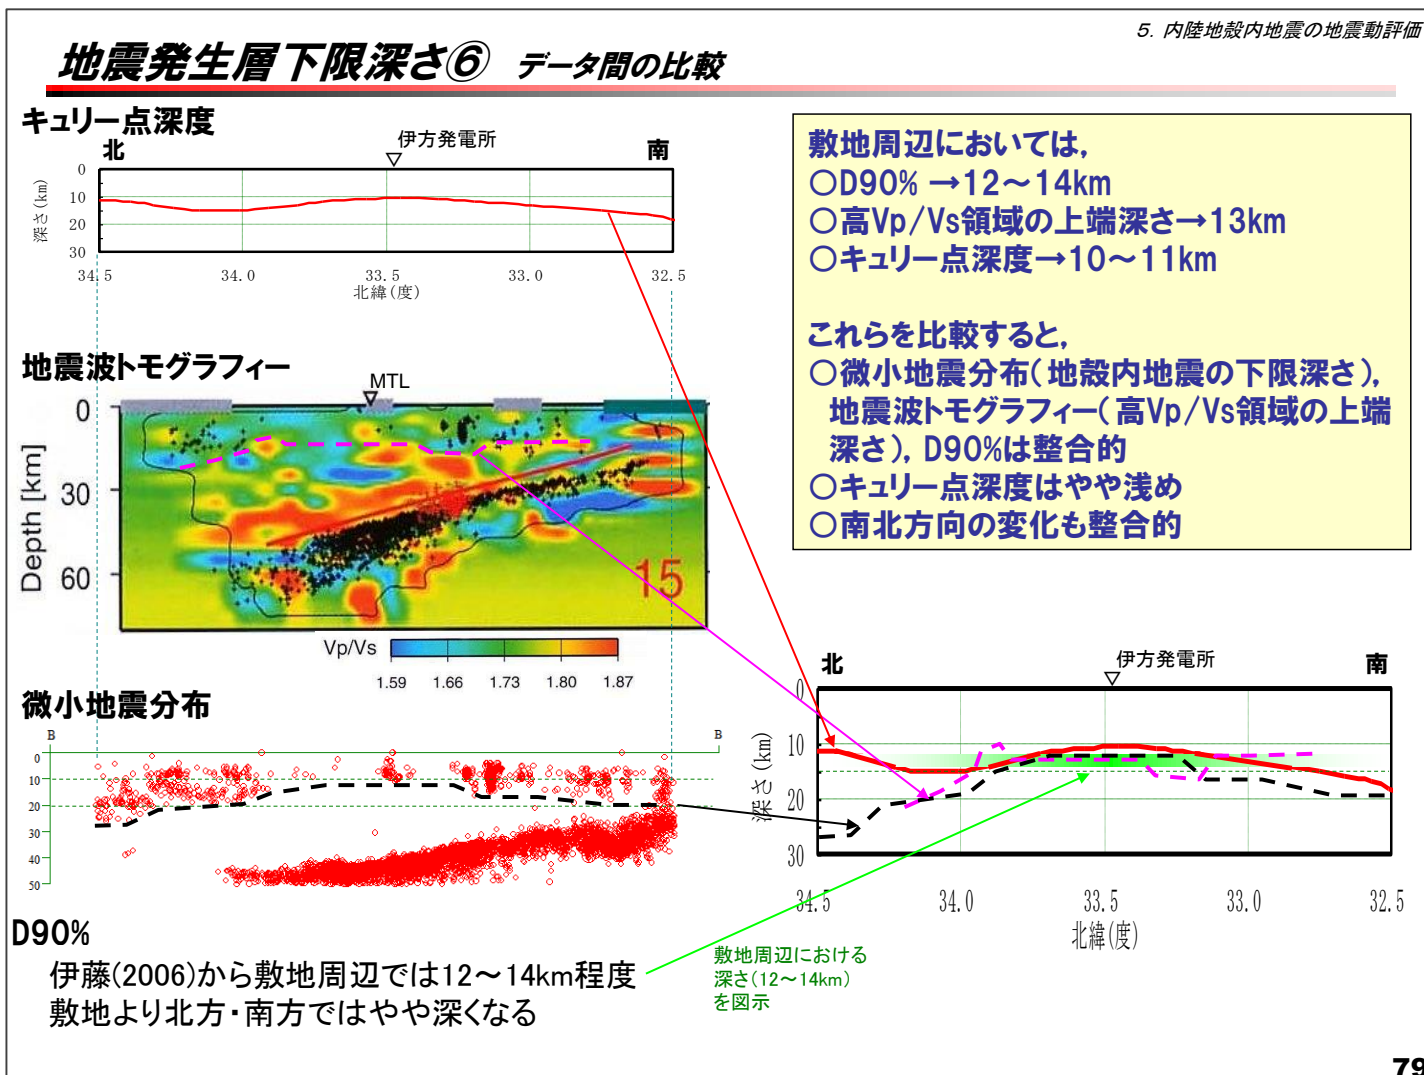 5. 内陸地殻内地震の地震動評価
地震発生層下限深さ⑥ データ間の比較
キュリー点深度
北
伊方発電所
南
0
10
20
30
深さ(km)
34.5
34.0
33.5
33.0
32.5
北緯(度)
地震波トモグラフィー
MTL
0
30
60
Depth [km]
15
Vp/Vs
1.59
1.66
1.73
1.80
1.87
微小地震分布
B
B
0
10
20
30
40
50
D90%
伊藤(2006)から敷地周辺では12～14km程度
敷地より北方・南方ではやや深くなる
敷地周辺においては,
○D90% →12～14km
○高Vp/Vs領域の上端深さ→13km
○キュリー点深度→10～11km
これらを比較すると,
○微小地震分布(地殻内地震の下限深さ),
地震波トモグラフィー(高Vp/Vs領域の上端
深さ), D90%は整合的
○キュリー点深度はやや浅め
○南北方向の変化も整合的
北
伊方発電所
南
0
10
20
30
深さ(km)
34.5
34.0
33.5
33.0
32.5
北緯(度)
敷地周辺における
深さ(12～14km)
を図示
79